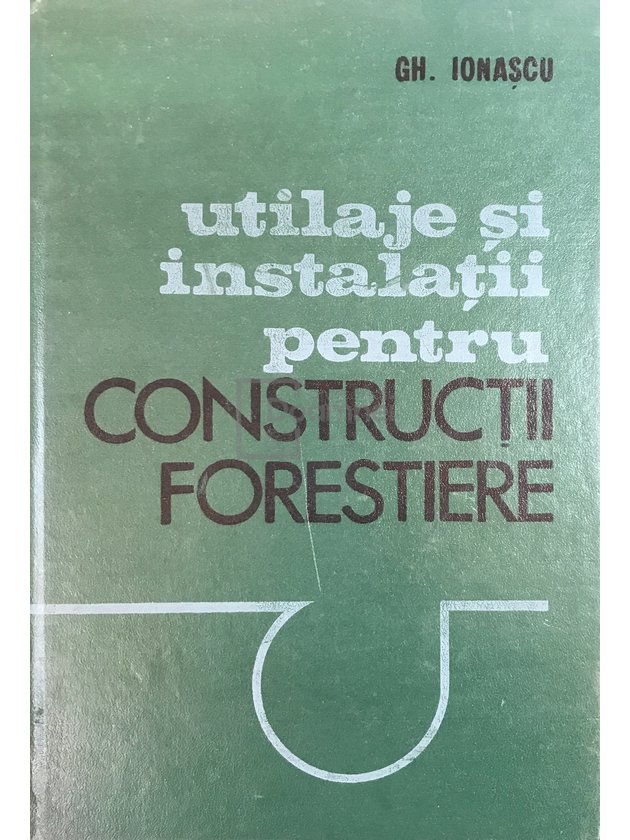 GH. IONAȘCU
utilaje și
instalații
pentru
CONSTRUCȚII
FORESTIERE